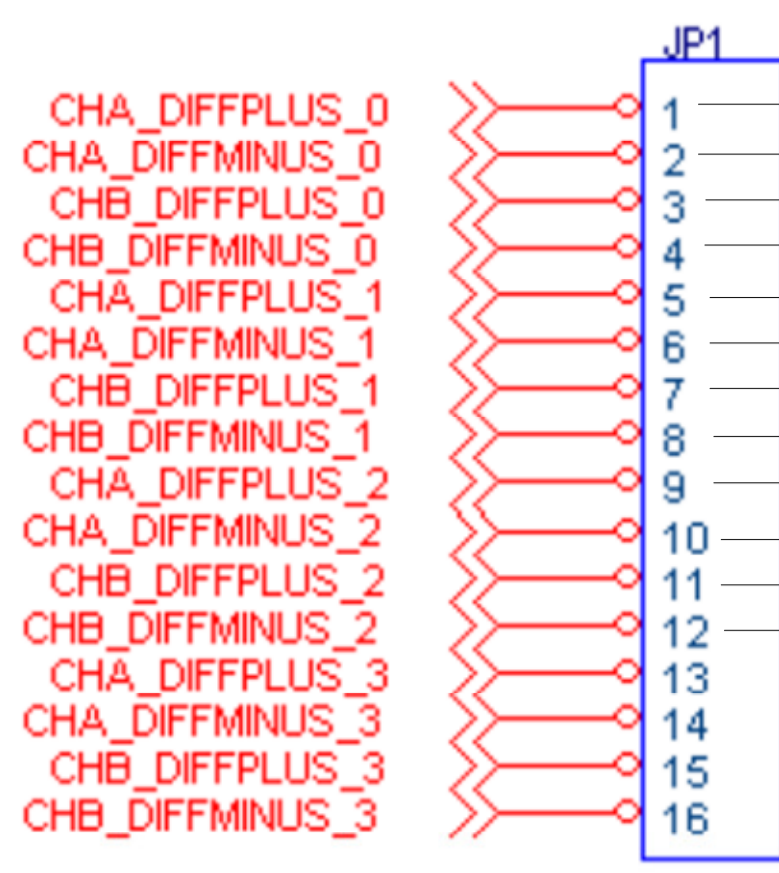 JP1
CHA_DIFFPLUS_0 1
CHA_DIFFMINUS_0 2
CHB_DIFFPLUS_0 3
CHB_DIFFMINUS_0 4
CHA_DIFFPLUS_1 5
CHA_DIFFMINUS_1 6
CHB_DIFFPLUS_1 7
CHB_DIFFMINUS_1 8
CHA_DIFFPLUS_2 9
CHA_DIFFMINUS_2 10
CHB_DIFFPLUS_2 11
CHB_DIFFMINUS_2 12
CHA_DIFFPLUS_3 13
CHA_DIFFMINUS_3 14
CHB_DIFFPLUS_3 15
CHB_DIFFMINUS_3 16